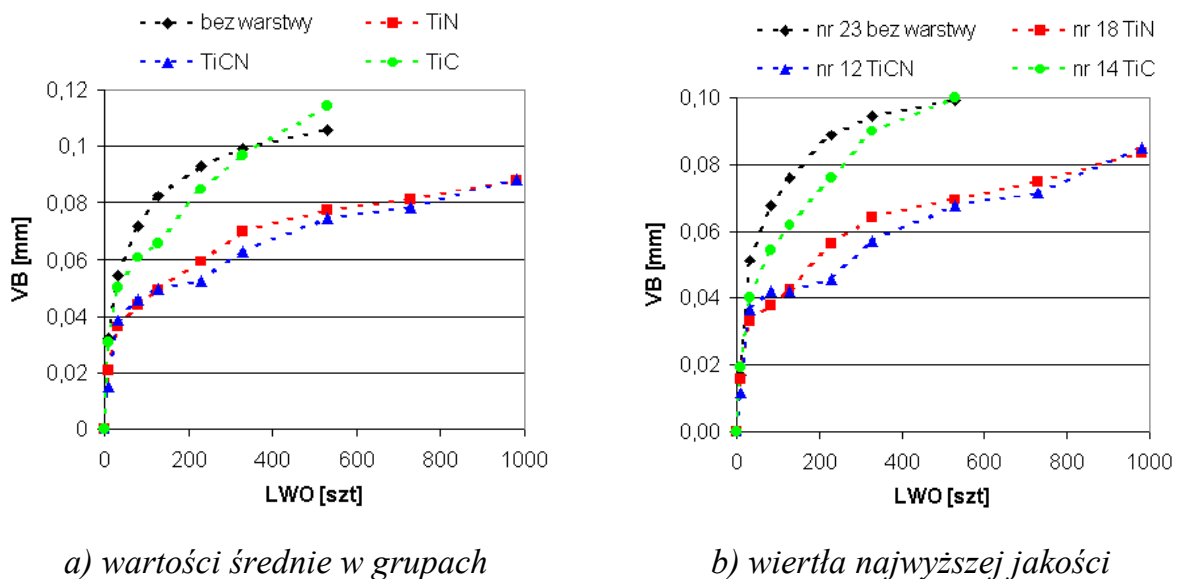 bez warstwy TiN
TiCN TiC
VB [mm]
0,12
0,1
0,08
0,06
0,04
0,02
0
0 200 400 600 800 1000
LWO [szt]
a) wartości średnie w grupach
nr 23 bez warstwy nr 18 TiN
nr 12 TiCN nr 14 TiC
VB [mm]
0,10
0,08
0,06
0,04
0,02
0,00
0 200 400 600 800 1000
LWO [szt]
b) wiertła najwyższej jakości